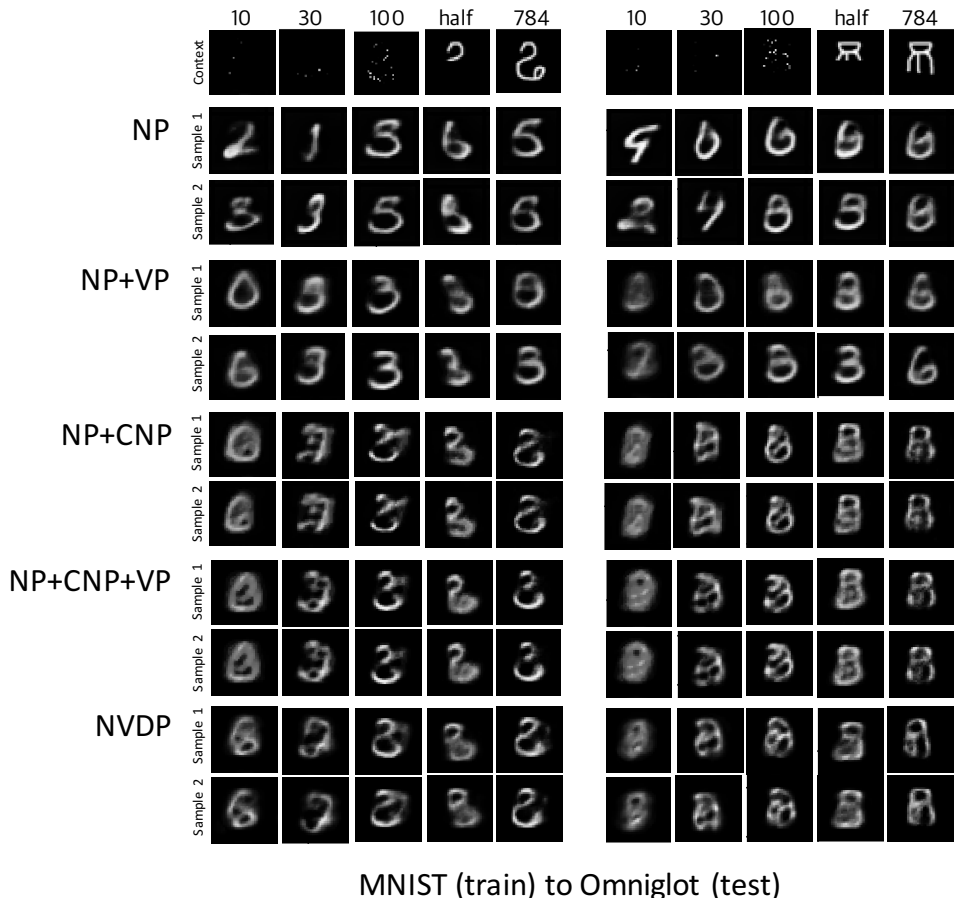 10 30 100 half 784 10 30 100 half 784
Context
NP
Sample 1
Sample 2
NP+VP
Sample 1
Sample 2
NP+CNP
Sample 1
Sample 2
NP+CNP+VP
Sample 1
Sample 2
NVDP
Sample 1
Sample 2
MNIST (train) to Omniglot (test)